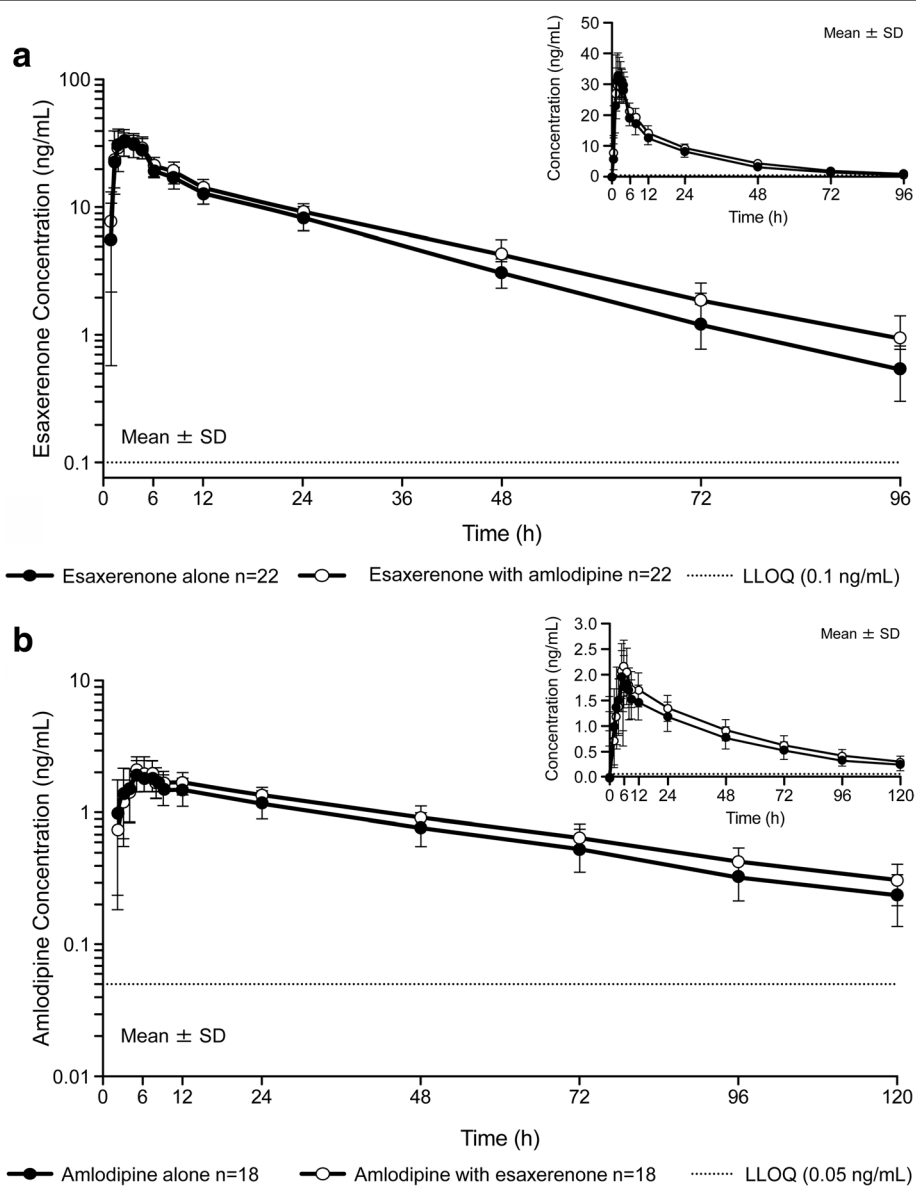 a
Esaxerenone Concentration (ng/mL)
100
10
1
0.1
Mean ± SD
0 6 12 24 36 48 72 96
Time (h)
Concentration (ng/mL)
50
40
30
20
10
0
Mean ± SD
0 6 12 24 48 72 96
Time (h)
Esaxerenone alone n=22 Esaxerenone with amlodipine n=22 LLOQ (0.1 ng/mL)
b
Amlodipine Concentration (ng/mL)
10
1
0.1
0.01
Mean ± SD
0 6 12 24 48 72 96 120
Time (h)
Concentration (ng/mL)
3.0
2.5
2.0
1.5
1.0
0.5
0.0
Mean ± SD
0 6 12 24 48 72 96 120
Time (h)
Amlodipine alone n=18 Amlodipine with esaxerenone n=18 LLOQ (0.05 ng/mL)